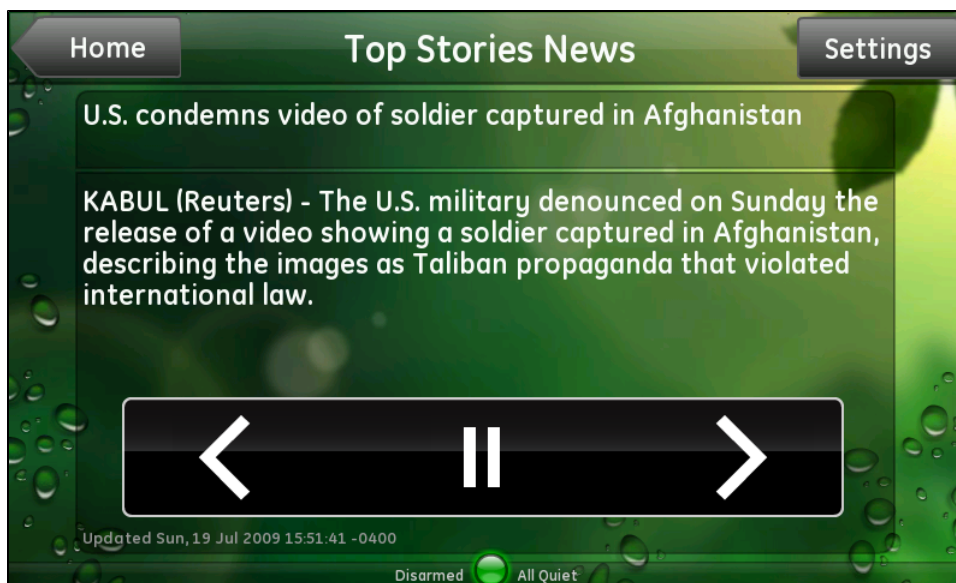 Home
Top Stories News
Settings
U.S. condemns video of soldier captured in Afghanistan
KABUL (Reuters) - The U.S. military denounced on Sunday the
release of a video showing a soldier captured in Afghanistan,
describing the images as Taliban propaganda that violated
international law.
Updated Sun, 19 Jul 2009 15:51:41 -0400
Disarmed
All Quiet